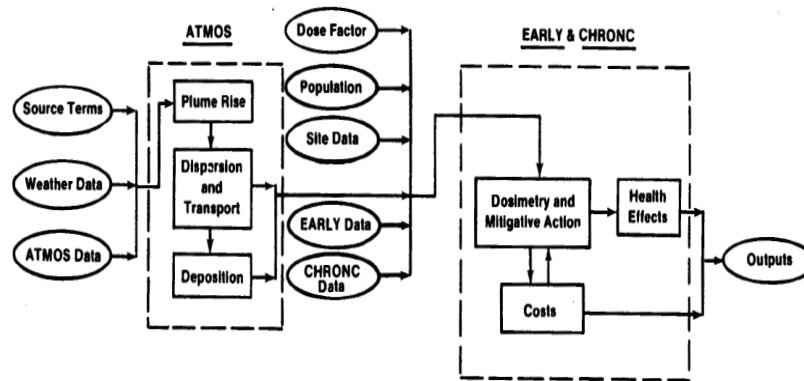 ATMOS
Source Terms
Weather Data
ATMOS Data
Plume Rise
Dispersion
and
Transport
Deposition
Dose Factor
Population
Site Data
EARLY Data
CHRONC
Data
EARLY & CHRONC
Dosimetry and
Mitigative Action
Health
Effects
Costs
Outputs